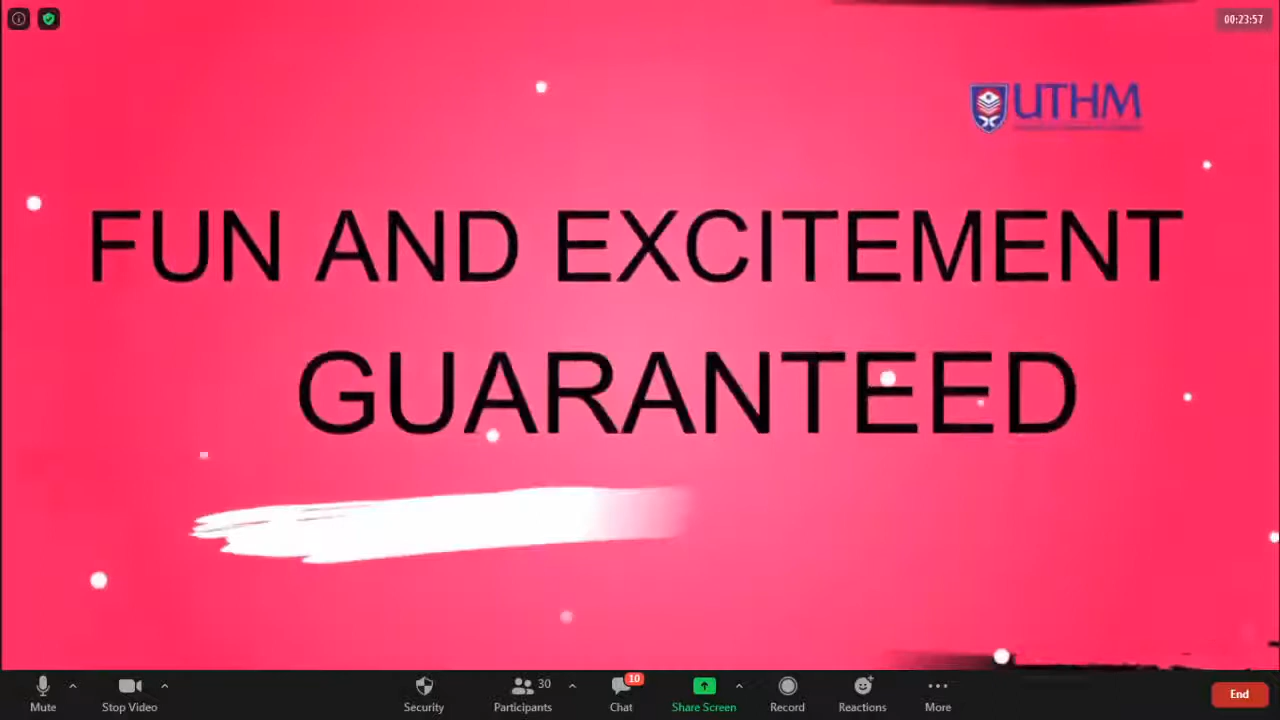 00:23:57
UTHM
FUN AND EXCITEMENT
GUARANTEED
30
10
Mute
Stop Video
Security
Participants
Chat
Share Screen
Record
Reactions
More
End